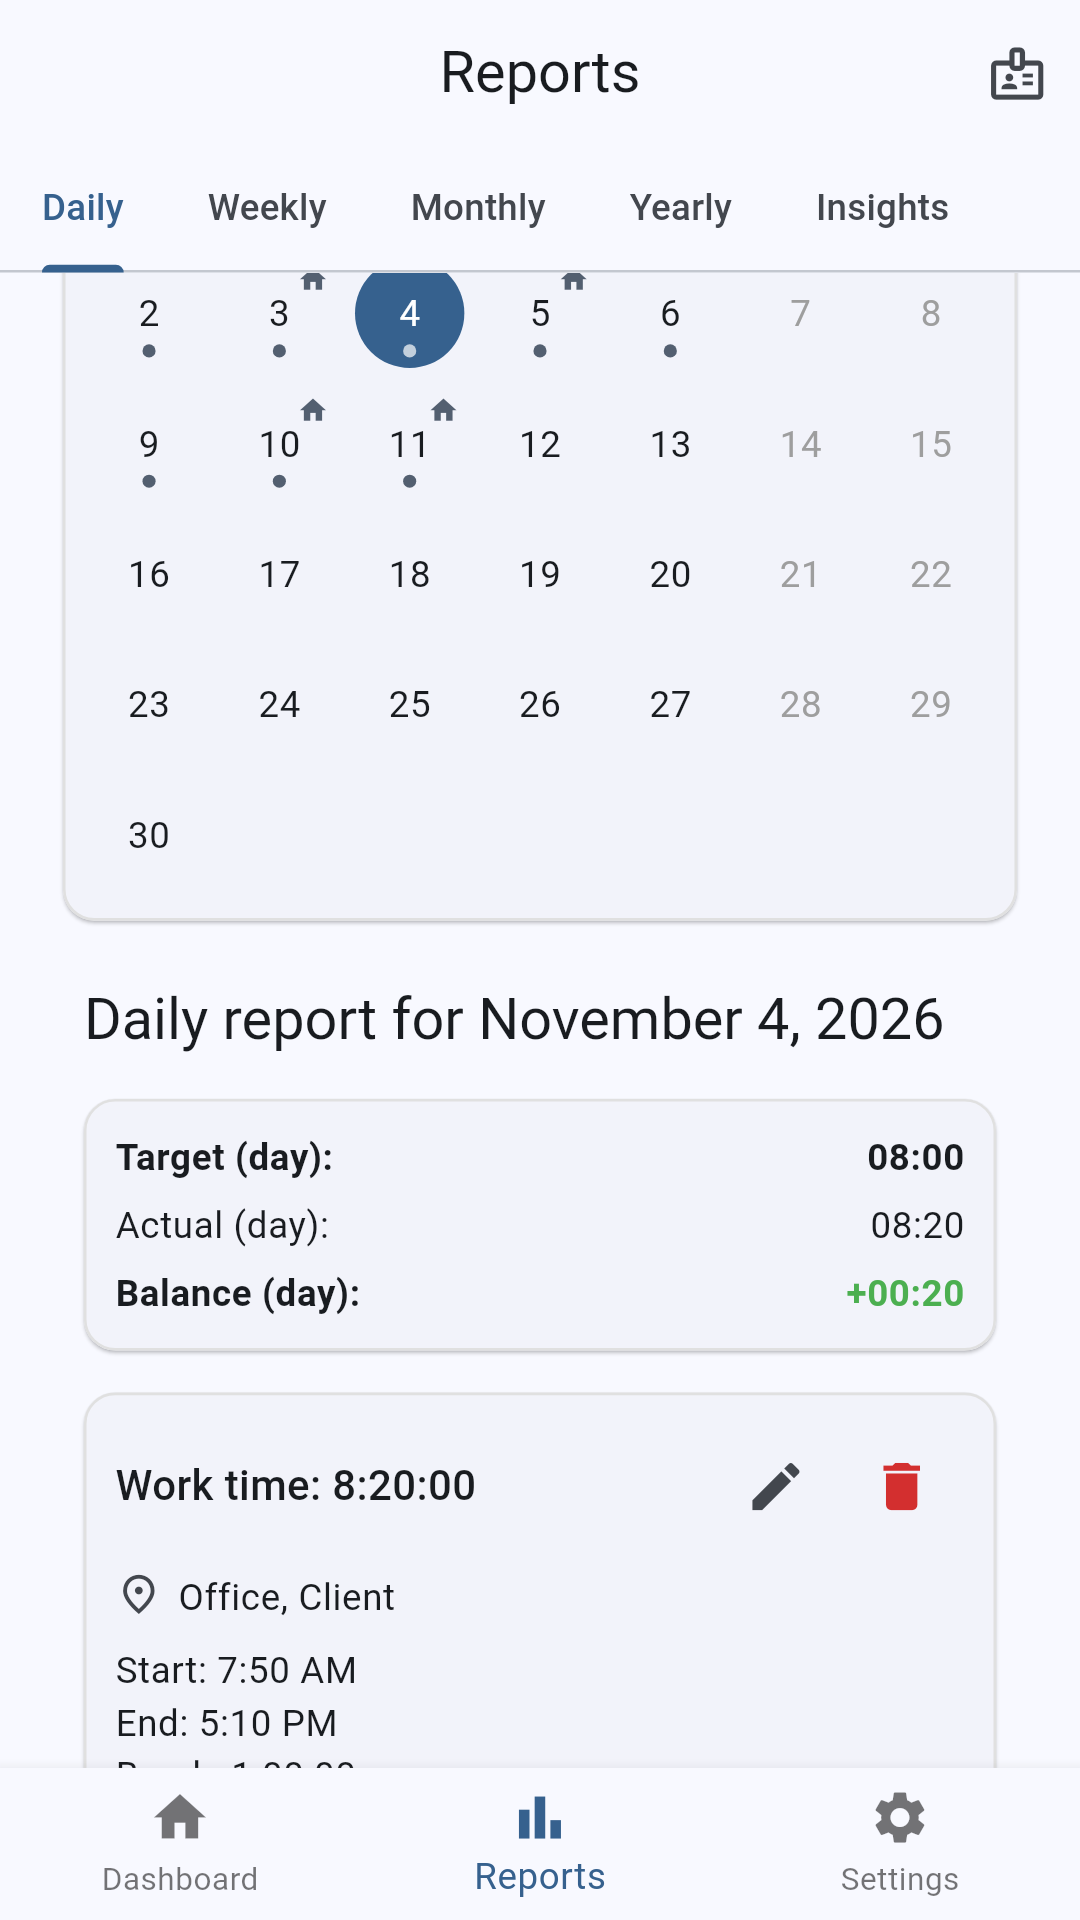 Reports
Daily Weekly Monthly Yearly Insights
2 3 4 5 6 7 8
9 10 11 12 13 14 15
16 17 18 19 20 21 22
23 24 25 26 27 28 29
30
Daily report for November 4, 2026
Target (day): 08:00
Actual (day): 08:20
Balance (day): +00:20
Work time: 8:20:00
Office, Client
Start: 7:50 AM
End: 5:10 PM
Dashboard Reports Settings